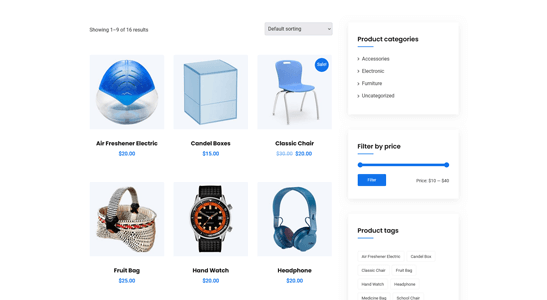 Showing 1–9 of 16 results
Default sorting
Sale!
Air Freshener Electric
$20.00
Candel Boxes
$15.00
Classic Chair
$30.00 $20.00
Fruit Bag
$25.00
Hand Watch
$20.00
Headphone
$20.00
Product categories
Accessories
Electronic
Furniture
Uncategorized
Filter by price
Filter
Price: $10 — $40
Product tags
Air Freshener Electric
Candel Box
Classic Chair
Fruit Bag
Hand Watch
Headphone
Medicine Bag
School Chair